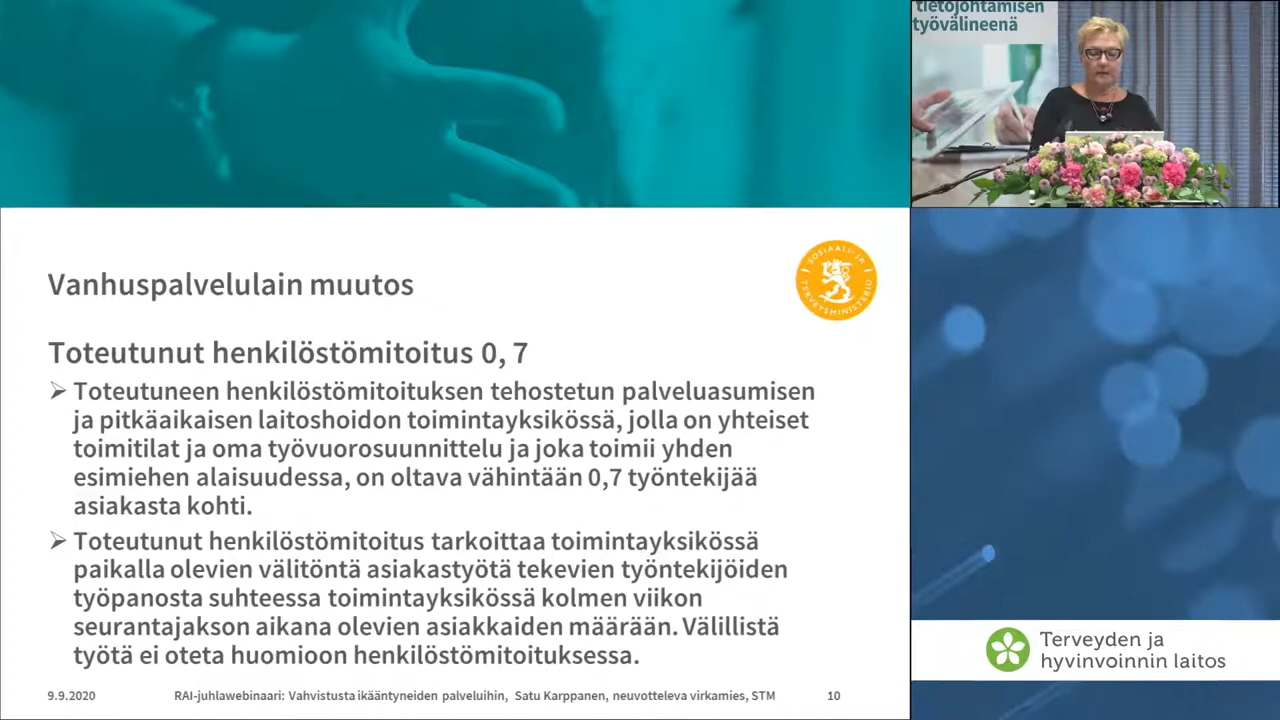 Vanhuspalvelulain muutos
Toteutunut henkilöstömitoitus 0, 7
Toteutuneen henkilöstömitoituksen tehostetun palveluasumisen
ja pitkäaikaisen laitoshoidon toimintayksikössä, jolla on yhteiset
toimitilat ja oma työvuorosuunnittelu ja joka toimii yhden
esimiehen alaisuudessa, on oltava vähintään 0,7 työntekijää
asiakasta kohti.
Toteutunut henkilöstömitoitus tarkoittaa toimintayksikössä
paikalla olevien välitöntä asiakastyötä tekevien työntekijöiden
työpanosta suhteessa toimintayksikössä kolmen viikon
seurantajakson aikana olevien asiakkaiden määrään. Välillistä
työtä ei oteta huomioon henkilöstömitoituksessa.
9.9.2020 RAI-juhlawebinaari: Vahvistusta ikääntyneiden palveluihin, Satu Karppanen, neuvotteleva virkamies, STM 10
SOSIAALI- JA
TERVEYSMINISTERIÖ
tietojohtamisen
työvälineenä
Terveyden ja
hyvinvoinnin laitos